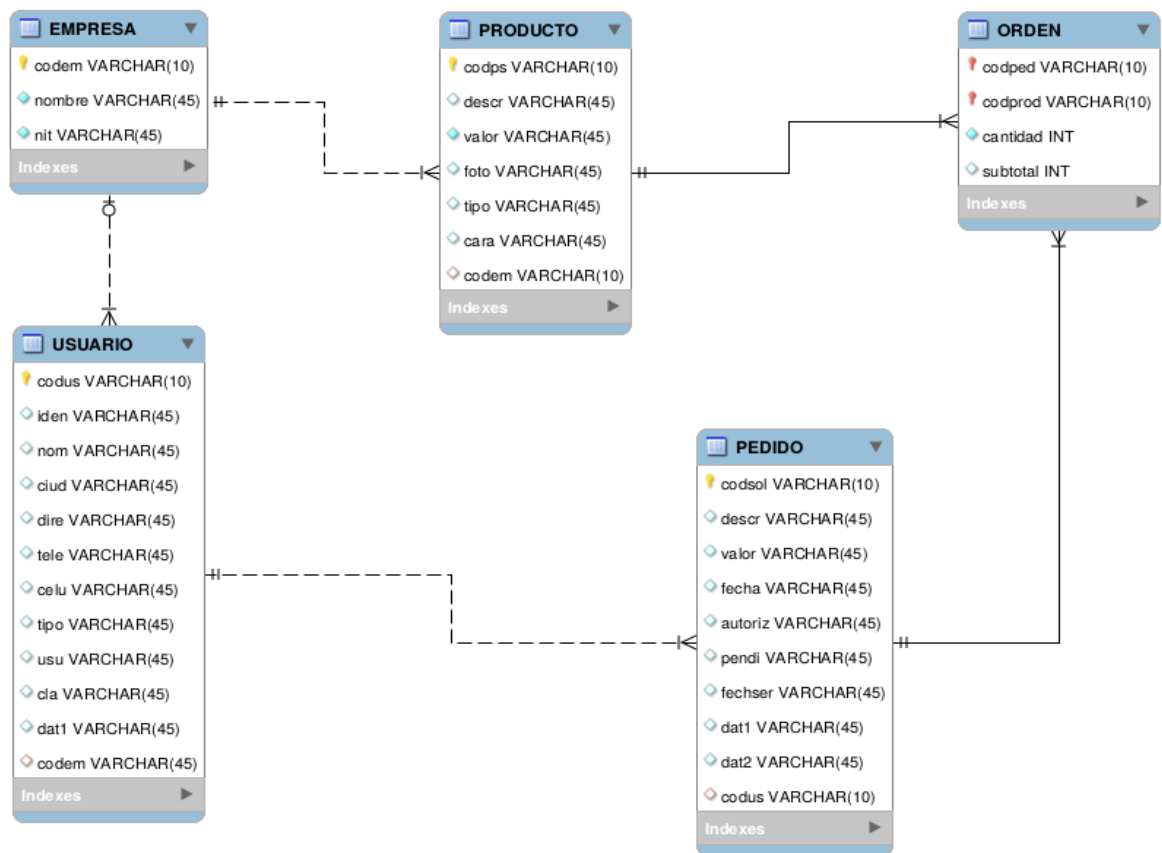 EMPRESA
codem VARCHAR(10)
nombre VARCHAR(45)
nit VARCHAR(45)
Indexes
PRODUCTO
codps VARCHAR(10)
descr VARCHAR(45)
valor VARCHAR(45)
foto VARCHAR(45)
tipo VARCHAR(45)
cara VARCHAR(45)
codem VARCHAR(10)
Indexes
ORDEN
codped VARCHAR(10)
codprod VARCHAR(10)
cantidad INT
subtotal INT
Indexes
USUARIO
codus VARCHAR(10)
iden VARCHAR(45)
nom VARCHAR(45)
ciud VARCHAR(45)
dire VARCHAR(45)
tele VARCHAR(45)
celu VARCHAR(45)
tipo VARCHAR(45)
usu VARCHAR(45)
cla VARCHAR(45)
dat1 VARCHAR(45)
codem VARCHAR(45)
Indexes
PEDIDO
codsol VARCHAR(10)
descr VARCHAR(45)
valor VARCHAR(45)
fecha VARCHAR(45)
autoriz VARCHAR(45)
pendi VARCHAR(45)
fechser VARCHAR(45)
dat1 VARCHAR(45)
dat2 VARCHAR(45)
codus VARCHAR(10)
Indexes